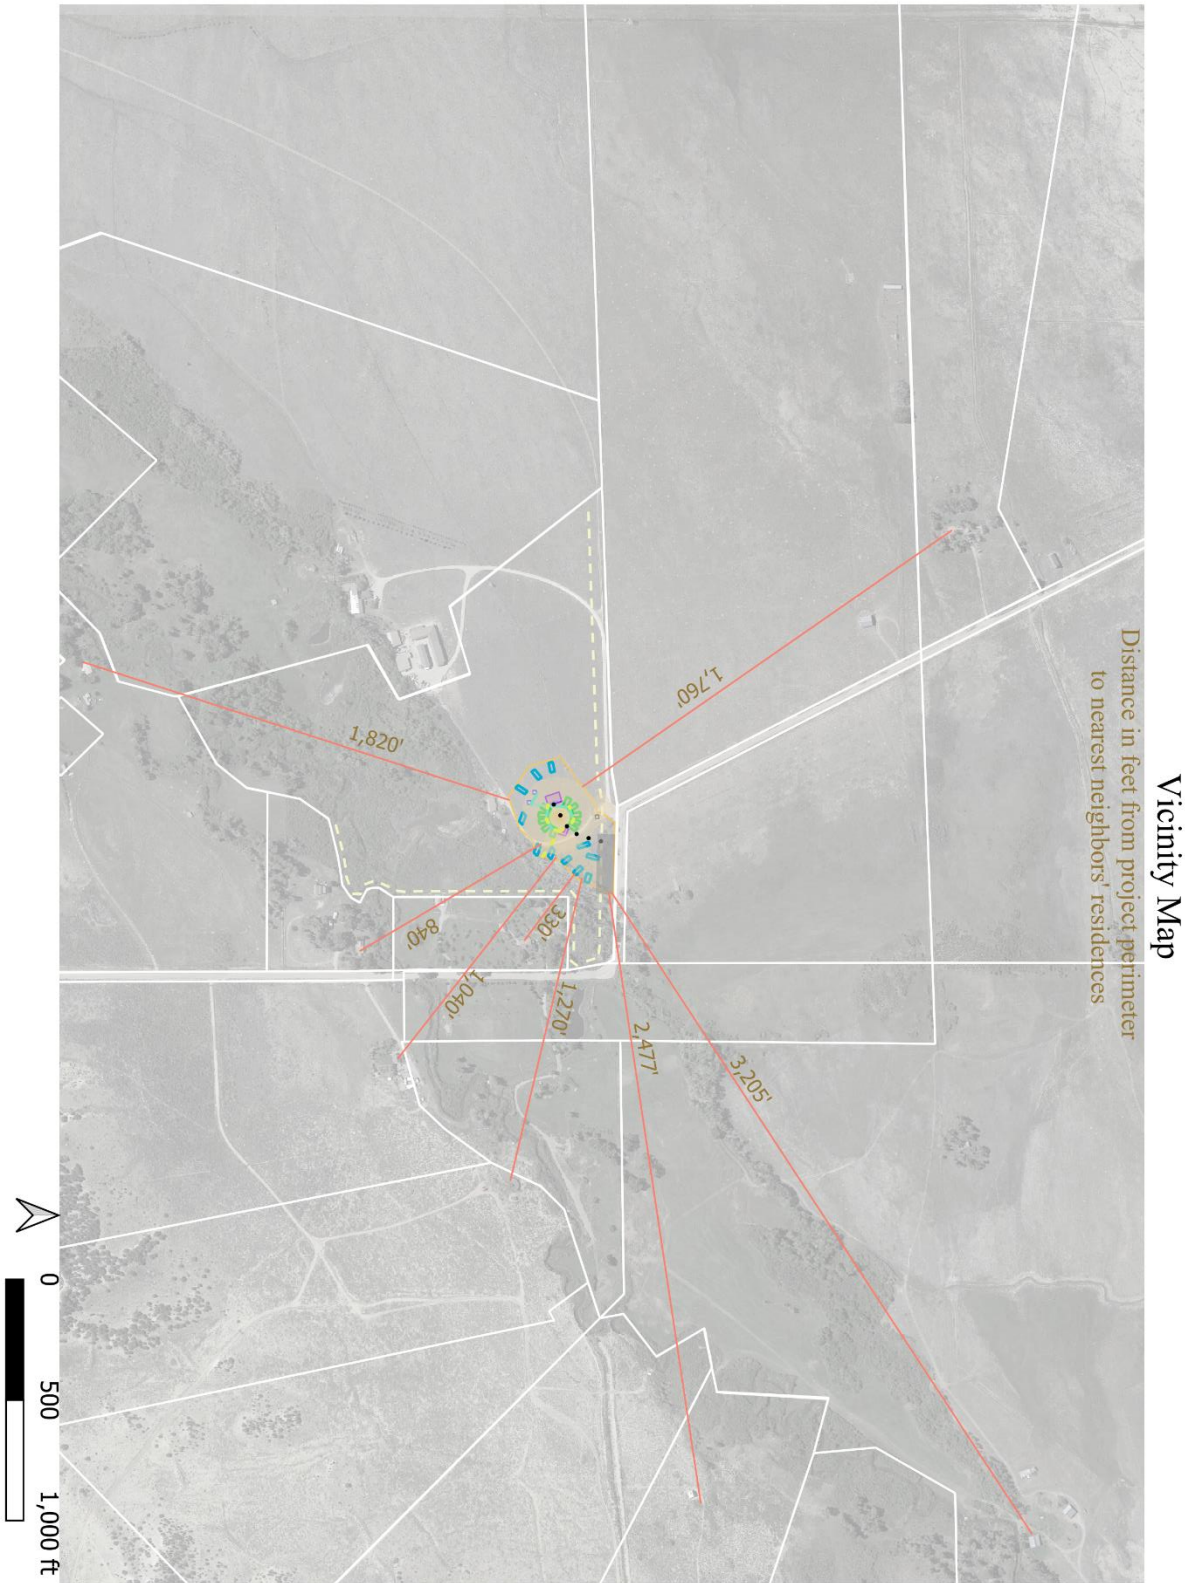 Vicinity Map
Distance in feet from project perimeter
to nearest neighbors' residences
1,760'
1,820'
840'
330'
1,040'
1,270'
2,477'
3,205'
0 500 1,000 ft